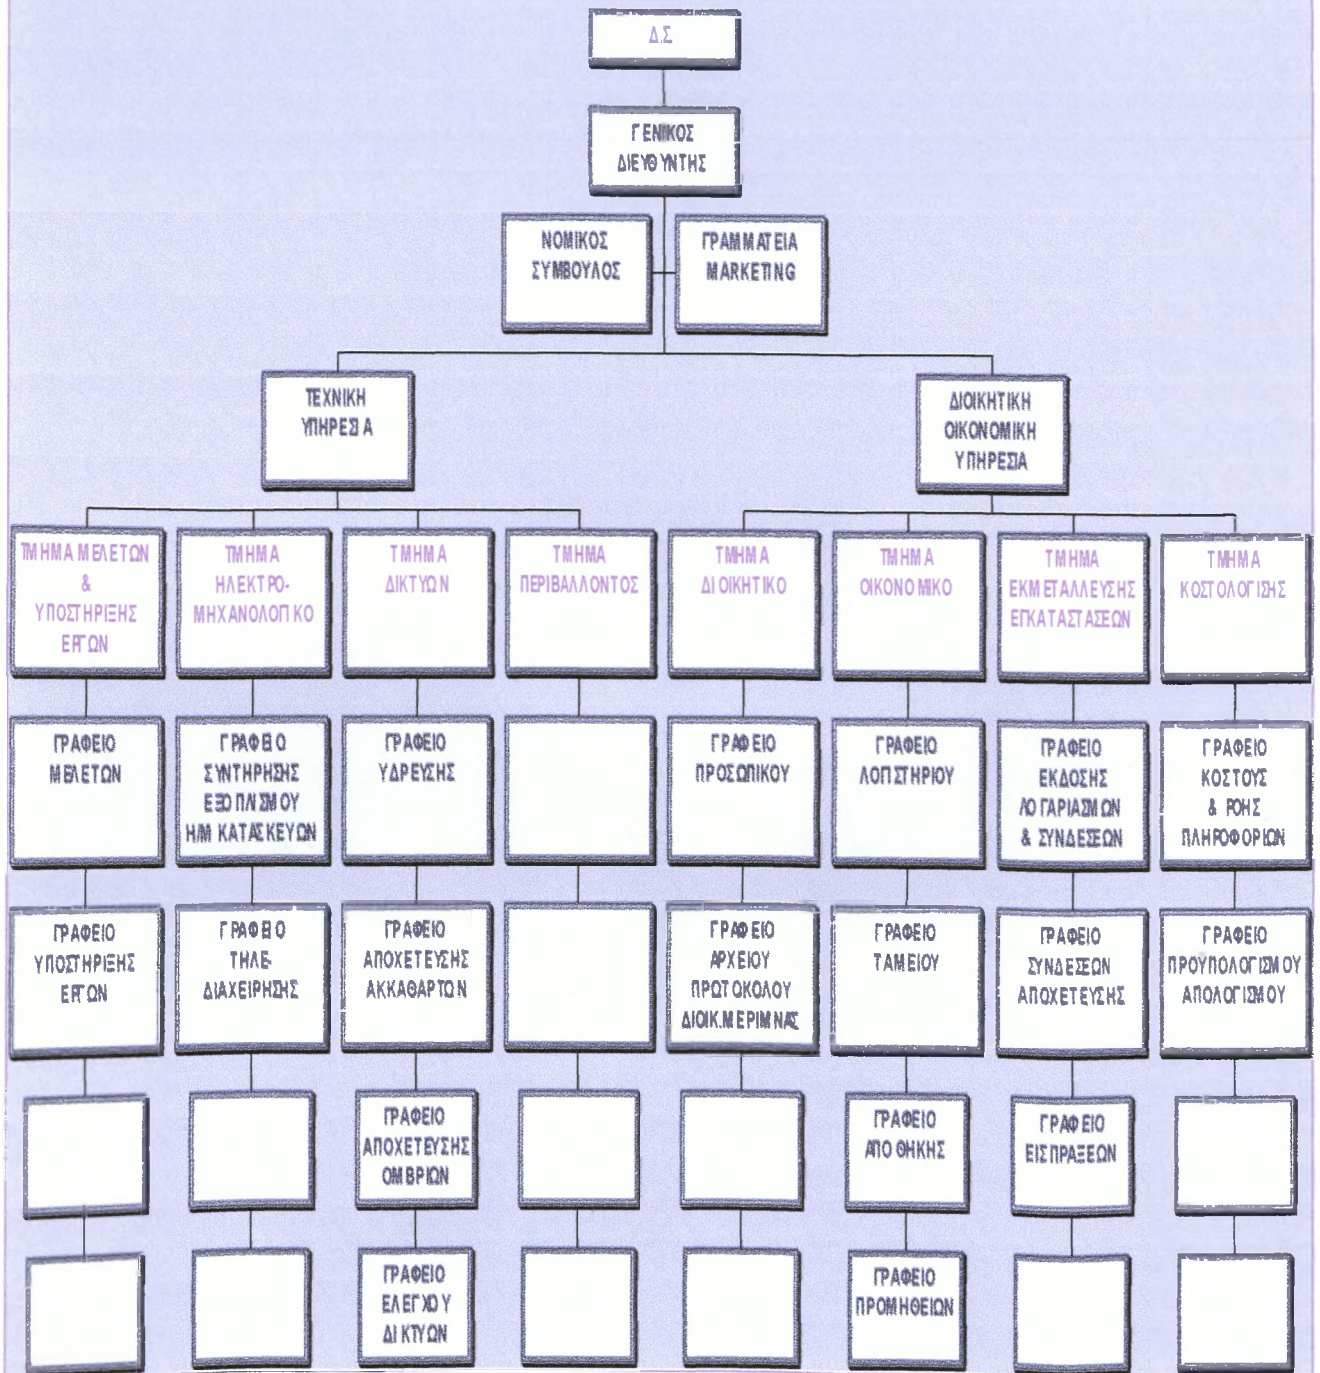 Δ.Σ
ΓΕΝΙΚΟΣ
ΔΙΕΥΘΥΝΤΗΣ
ΝΟΜΙΚΟΣ
ΣΥΜΒΟΥΛΟΣ
ΓΡΑΜΜΑΤΕΙΑ
MARKETING
ΤΕΧΝΙΚΗ
ΥΠΗΡΕΣΙΑ
ΔΙΟΙΚΗΤΙΚΗ
ΟΙΚΟΝΟΜΙΚΗ
ΥΠΗΡΕΣΙΑ
ΤΜΗΜΑ ΜΕΛΕΤΩΝ
&
ΥΠΟΣΤΗΡΙΞΗΣ
ΕΡΓΩΝ
ΤΜΗΜΑ
ΗΛΕΚΤΡΟ-
ΜΗΧΑΝΟΛΟΓΙΚΟ
ΤΜΗΜΑ
ΔΙΚΤΥΩΝ
ΤΜΗΜΑ
ΠΕΡΙΒΑΛΛΟΝΤΟΣ
ΤΜΗΜΑ
ΔΙΟΙΚΗΤΙΚΟ
ΤΜΗΜΑ
ΟΙΚΟΝΟΜΙΚΟ
ΤΜΗΜΑ
ΕΚΜΕΤΑΛΛΕΥΣΗΣ
ΕΓΚΑΤΑΣΤΑΣΕΩΝ
ΤΜΗΜΑ
ΚΟΣΤΟΛΟΓΙΣΗΣ
ΓΡΑΦΕΙΟ
ΜΕΛΕΤΩΝ
ΓΡΑΦΕΙΟ
ΣΥΝΤΗΡΗΣΗΣ
ΕΞΟΠΛΙΣΜΟΥ
Η/Μ ΚΑΤΑΣΚΕΥΩΝ
ΓΡΑΦΕΙΟ
ΥΔΡΕΥΣΗΣ
ΓΡΑΦΕΙΟ
ΠΡΟΣΩΠΙΚΟΥ
ΓΡΑΦΕΙΟ
ΛΟΓΙΣΤΗΡΙΟΥ
ΓΡΑΦΕΙΟ
ΕΚΔΟΣΗΣ
ΛΟΓΑΡΙΑΣΜΩΝ
& ΣΥΝΔΕΣΕΩΝ
ΓΡΑΦΕΙΟ
ΚΟΣΤΟΥΣ
& ΡΟΗΣ
ΠΛΗΡΟΦΟΡΙΩΝ
ΓΡΑΦΕΙΟ
ΥΠΟΣΤΗΡΙΞΗΣ
ΕΡΓΩΝ
ΓΡΑΦΕΙΟ
ΤΗΛΕ-
ΔΙΑΧΕΙΡΗΣΗΣ
ΓΡΑΦΕΙΟ
ΑΠΟΧΕΤΕΥΣΗΣ
ΑΚΚΑΘΑΡΤΩΝ
ΓΡΑΦΕΙΟ
ΑΡΧΕΙΟΥ
ΠΡΩΤΟΚΟΛΟΥ
ΔΙΟΙΚ.ΜΕΡΙΜΝΑΣ
ΓΡΑΦΕΙΟ
ΤΑΜΕΙΟΥ
ΓΡΑΦΕΙΟ
ΣΥΝΔΕΣΕΩΝ
ΑΠΟΧΕΤΕΥΣΗΣ
ΓΡΑΦΕΙΟ
ΠΡΟΥΠΟΛΟΓΙΣΜΟΥ
ΑΠΟΛΟΓΙΣΜΟΥ
ΓΡΑΦΕΙΟ
ΑΠΟΧΕΤΕΥΣΗΣ
ΟΜΒΡΙΩΝ
ΓΡΑΦΕΙΟ
ΑΠΟΘΗΚΗΣ
ΓΡΑΦΕΙΟ
ΕΙΣΠΡΑΞΕΩΝ
ΓΡΑΦΕΙΟ
ΕΛΕΓΧΟΥ
ΔΙΚΤΥΩΝ
ΓΡΑΦΕΙΟ
ΠΡΟΜΗΘΕΙΩΝ